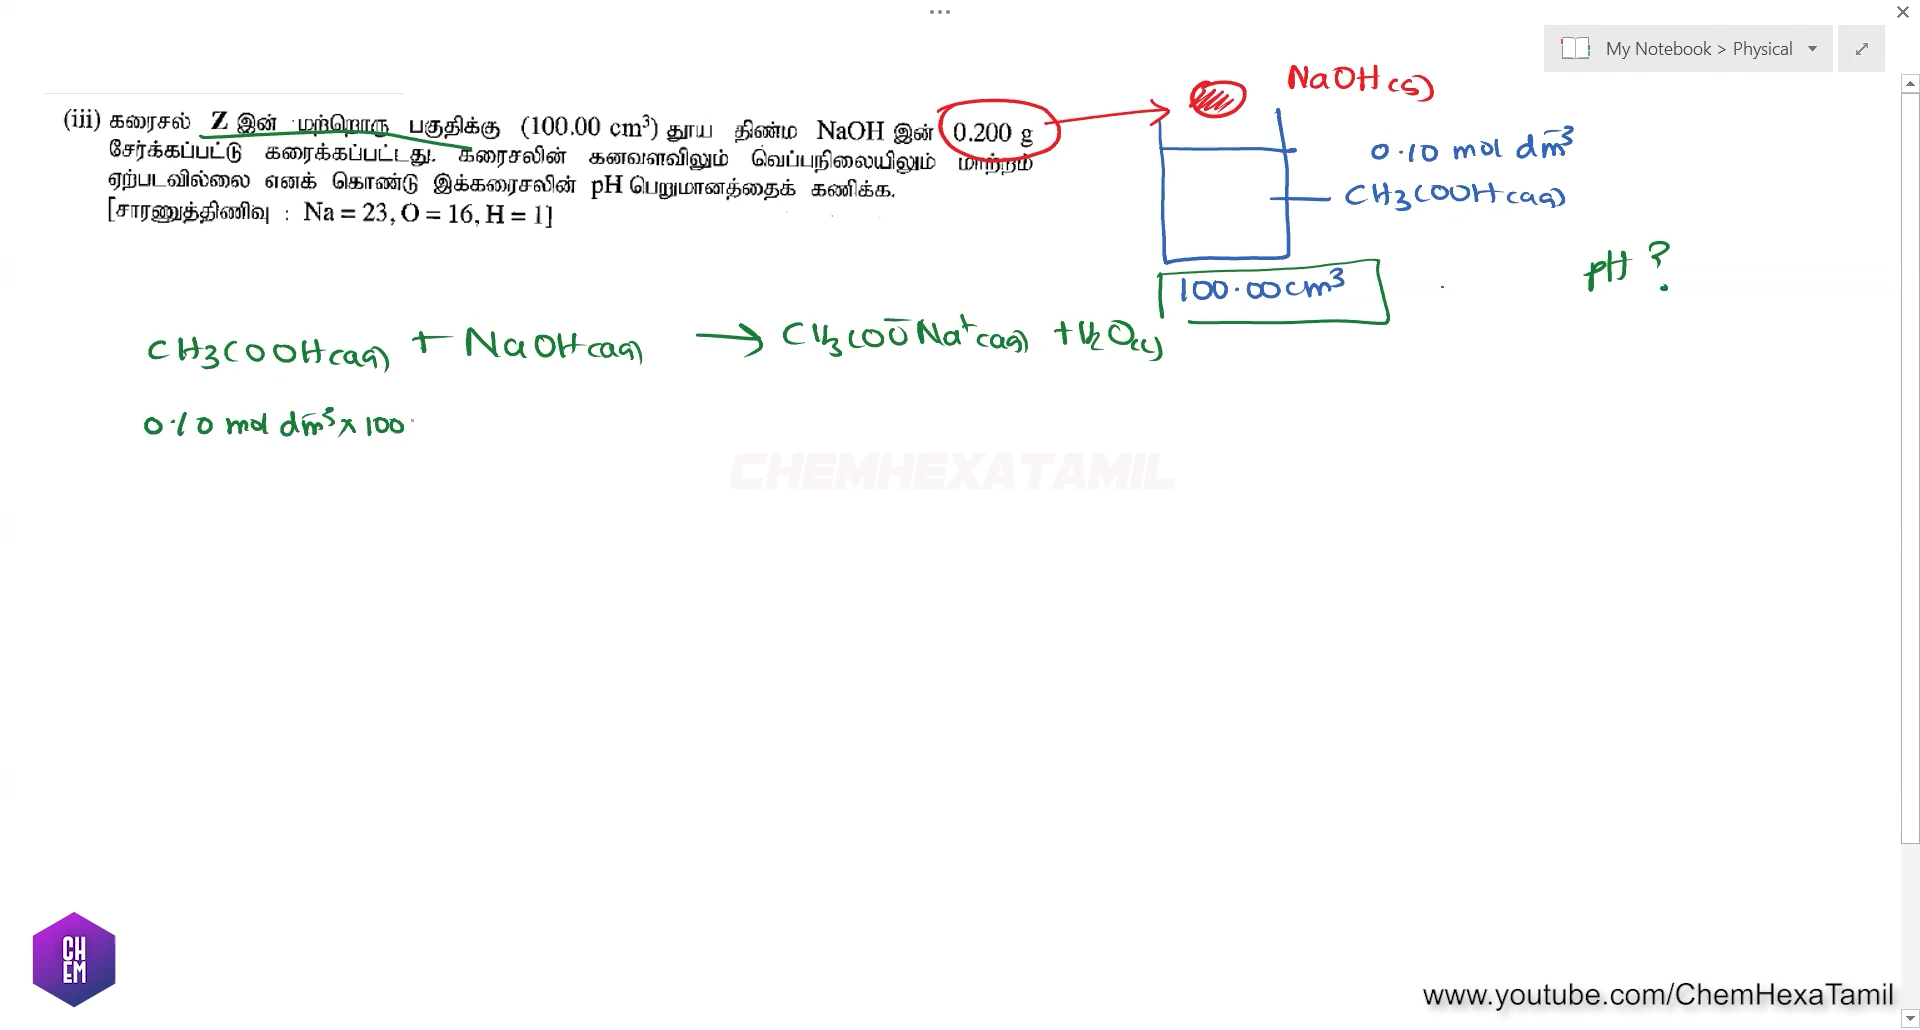 My Notebook > Physical
(iii) கரைசல் Z இன் மற்றொரு பகுதிக்கு (100.00 cm³) தூய திண்ம NaOH இன் 0.200 g
சேர்க்கப்பட்டு கரைக்கப்பட்டது. கரைசலின் கனவளவிலும் வெப்பநிலையிலும் மாற்றம்
ஏற்படவில்லை எனக் கொண்டு இக்கரைசலின் pH பெறுமானத்தைக் கணிக்க.
[சாரணுத்திணிவு : Na = 23, O = 16, H = 1]
NaOH(s)
0.10 mol dm⁻³
CH₃COOH(aq)
100.00cm³
pH ?
CH₃COOH(aq) + NaOH(aq) → CH₃COO⁻Na⁺(aq) + H₂O(l)
0.10 mol dm⁻³ × 100
CHEMHEXATAMIL
CH
EM
www.youtube.com/ChemHexaTamil